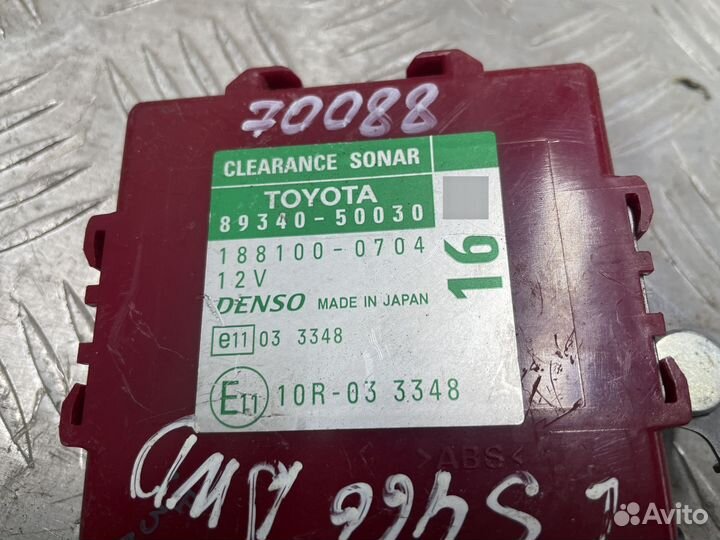 70088
CLEARANCE SONAR
TOYOTA
89340-50030
188100-0704
12V
16
DENSO MADE IN JAPAN
e11 03 3348
E11 10R-03 3348
>ABS<
Avito